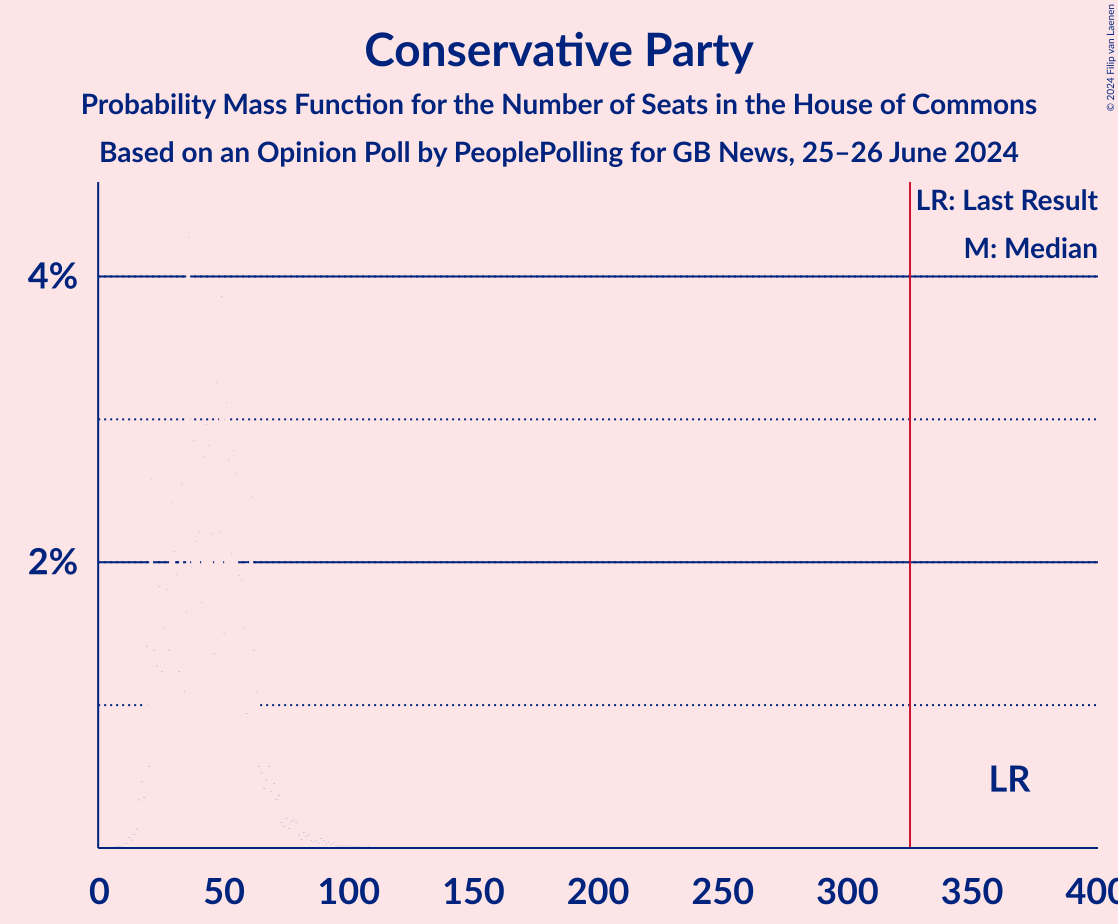 Conservative Party
Probability Mass Function for the Number of Seats in the House of Commons
Based on an Opinion Poll by PeoplePolling for GB News, 25–26 June 2024
© 2024 Filip van Laenen
LR: Last Result
M: Median
4%
2%
LR
0 50 100 150 200 250 300 350 400